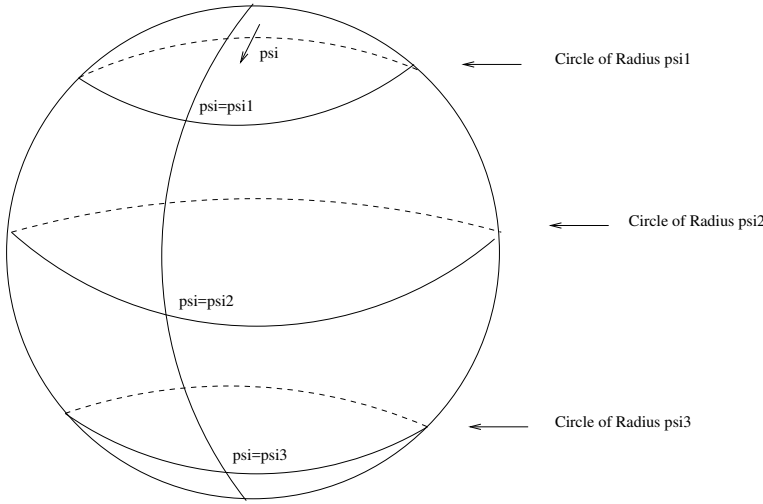 psi
Circle of Radius psi1
psi=psi1
Circle of Radius psi2
psi=psi2
Circle of Radius psi3
psi=psi3